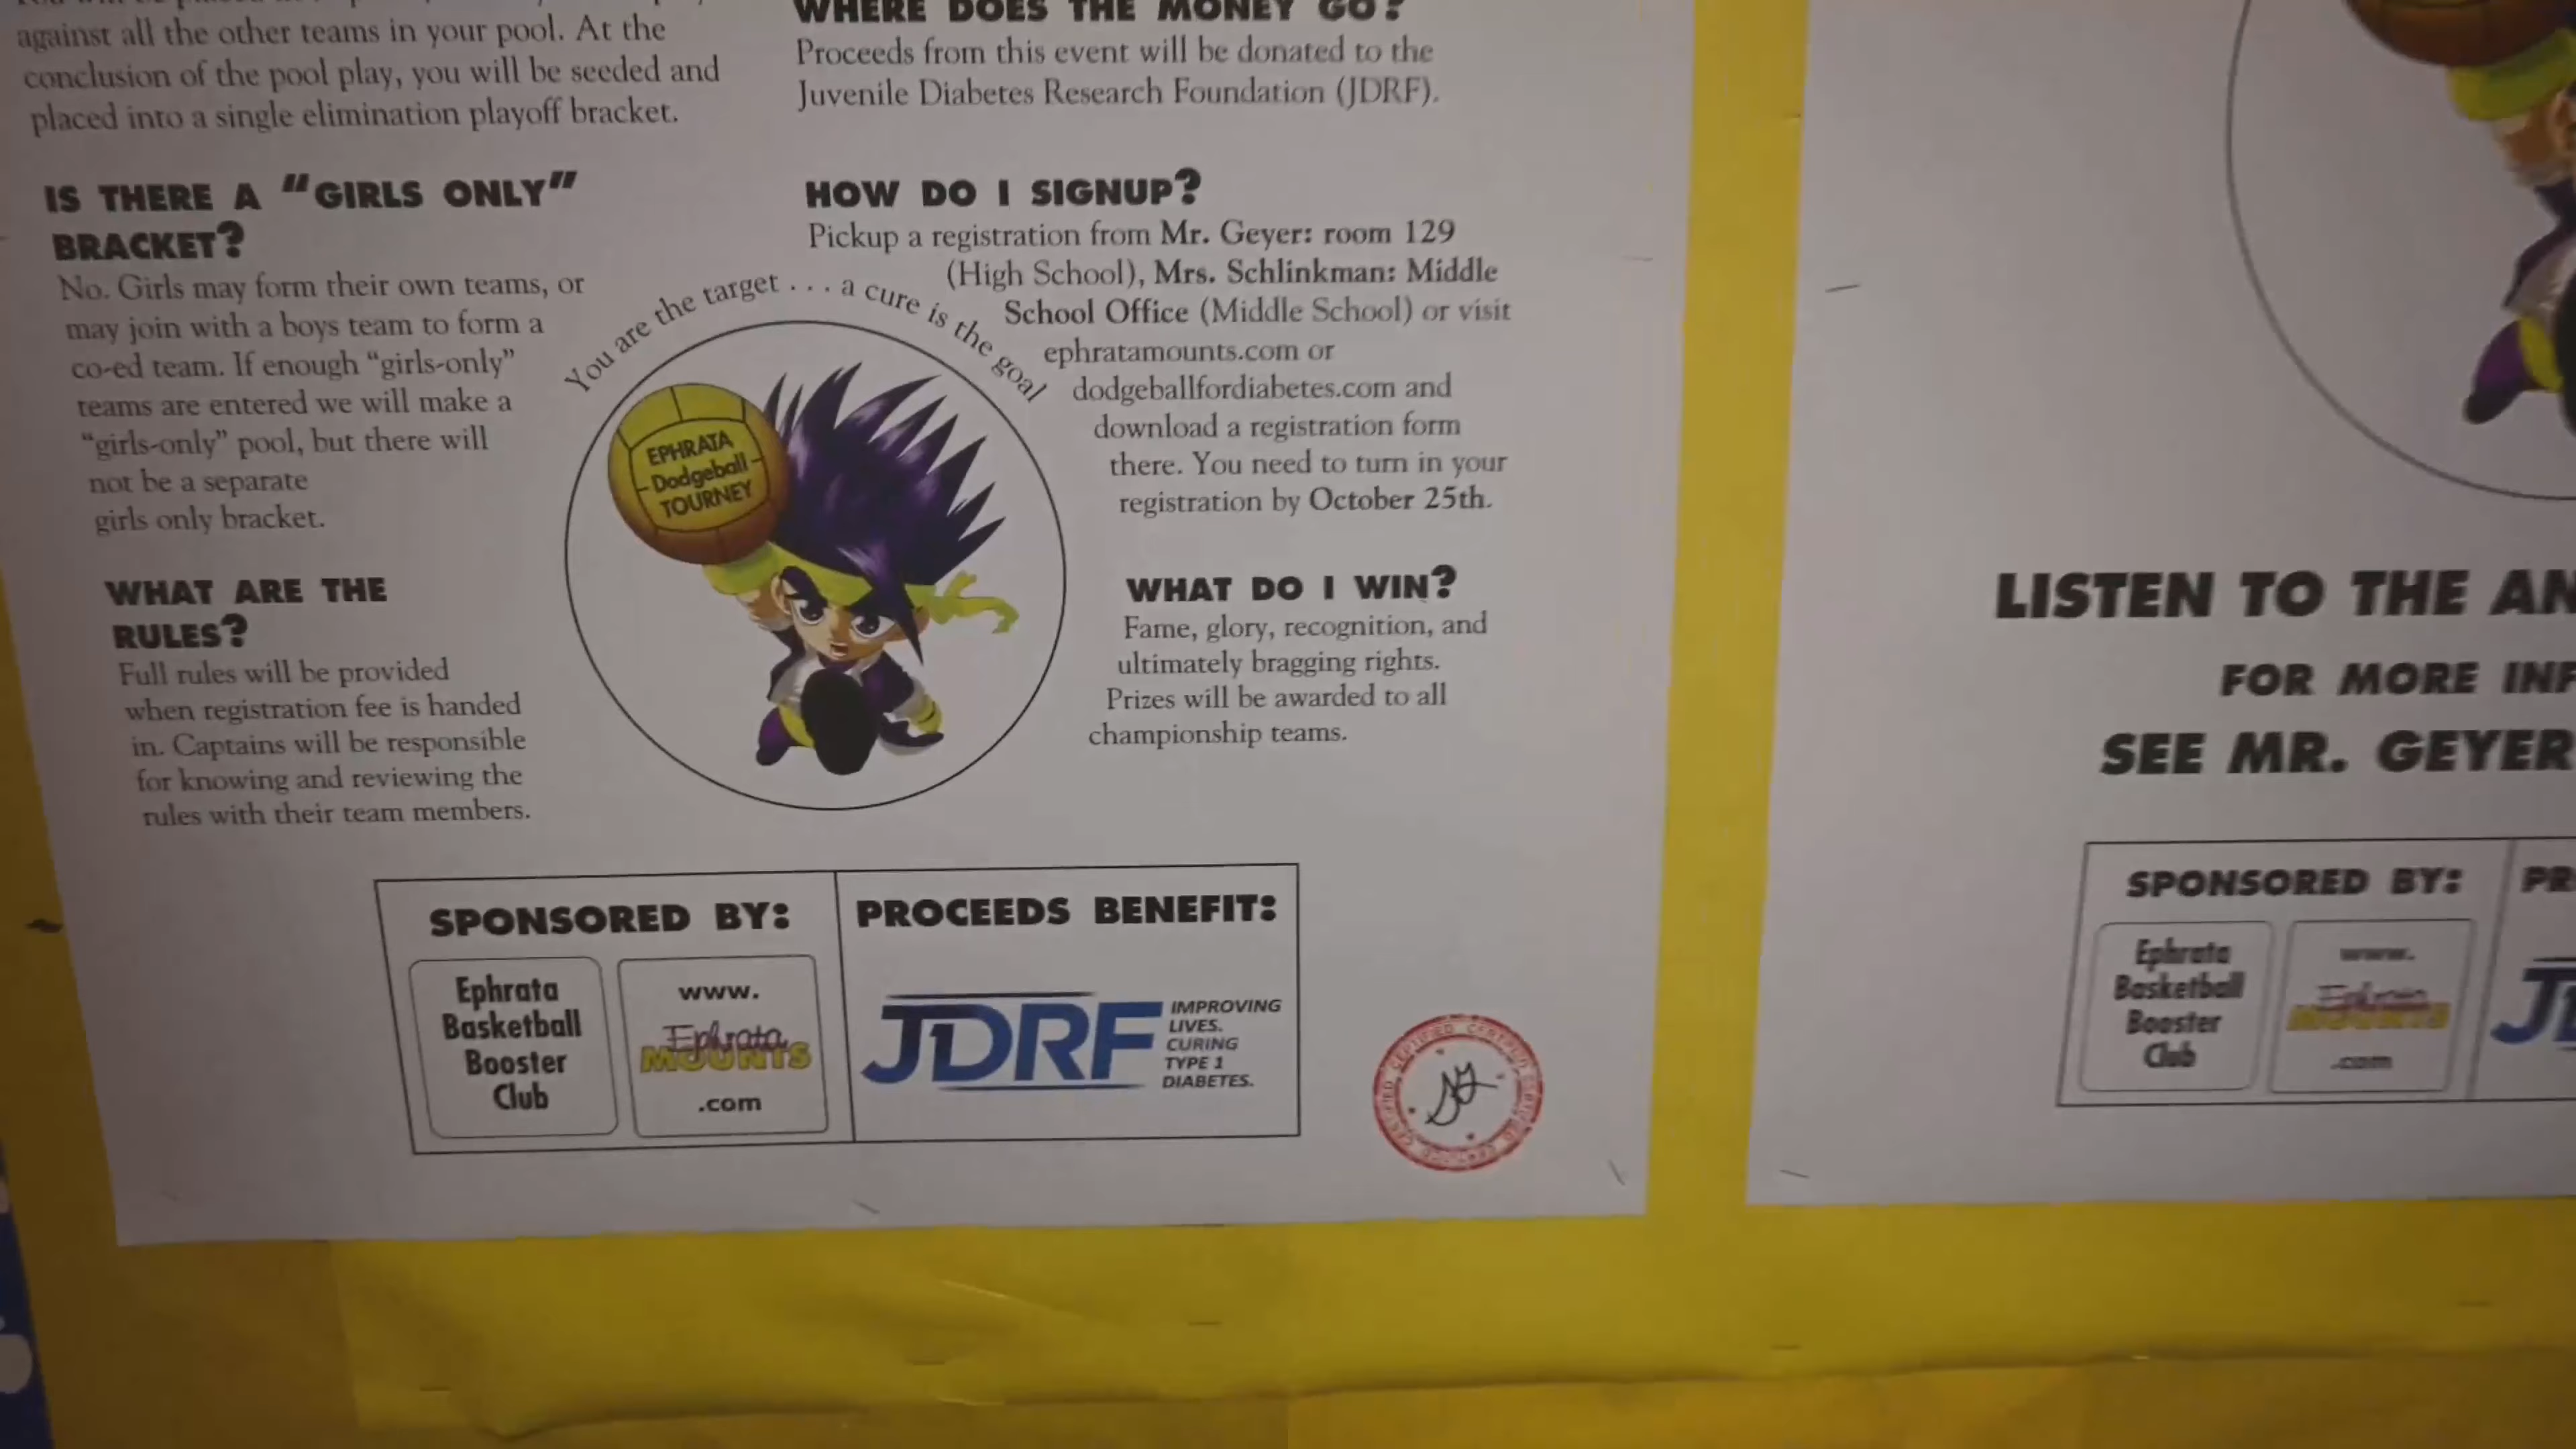 against all the other teams in your pool. At the
conclusion of the pool play, you will be seeded and
placed into a single elimination playoff bracket.
IS THERE A "GIRLS ONLY"
BRACKET?
No. Girls may form their own teams, or
may join with a boys team to form a
co-ed team. If enough "girls-only"
teams are entered we will make a
"girls-only" pool, but there will
not be a separate
girls only bracket.
WHAT ARE THE
RULES?
Full rules will be provided
when registration fee is handed
in. Captains will be responsible
for knowing and reviewing the
rules with their team members.
WHERE DOES THE MONEY GO?
Proceeds from this event will be donated to the
Juvenile Diabetes Research Foundation (JDRF).
HOW DO I SIGNUP?
Pickup a registration from Mr. Geyer: room 129
(High School), Mrs. Schlinkman: Middle
School Office (Middle School) or visit
ephratamounts.com or
dodgeballfordiabetes.com and
download a registration form
there. You need to turn in your
registration by October 25th.
WHAT DO I WIN?
Fame, glory, recognition, and
ultimately bragging rights.
Prizes will be awarded to all
championship teams.
You are the target . . . a cure is the goal
EPHRATA
Dodgeball
TOURNEY
SPONSORED BY:
Ephrata
Basketball
Booster
Club
www.
Ephrata
MOUNTS
.com
PROCEEDS BENEFIT:
JDRF
IMPROVING
LIVES.
CURING
TYPE 1
DIABETES.
LISTEN TO THE
FOR MORE
SEE MR. GEYER
SPONSORED BY:
Ephrata
Basketball
Booster
Club
www.
Ephrata
MOUNTS
.com